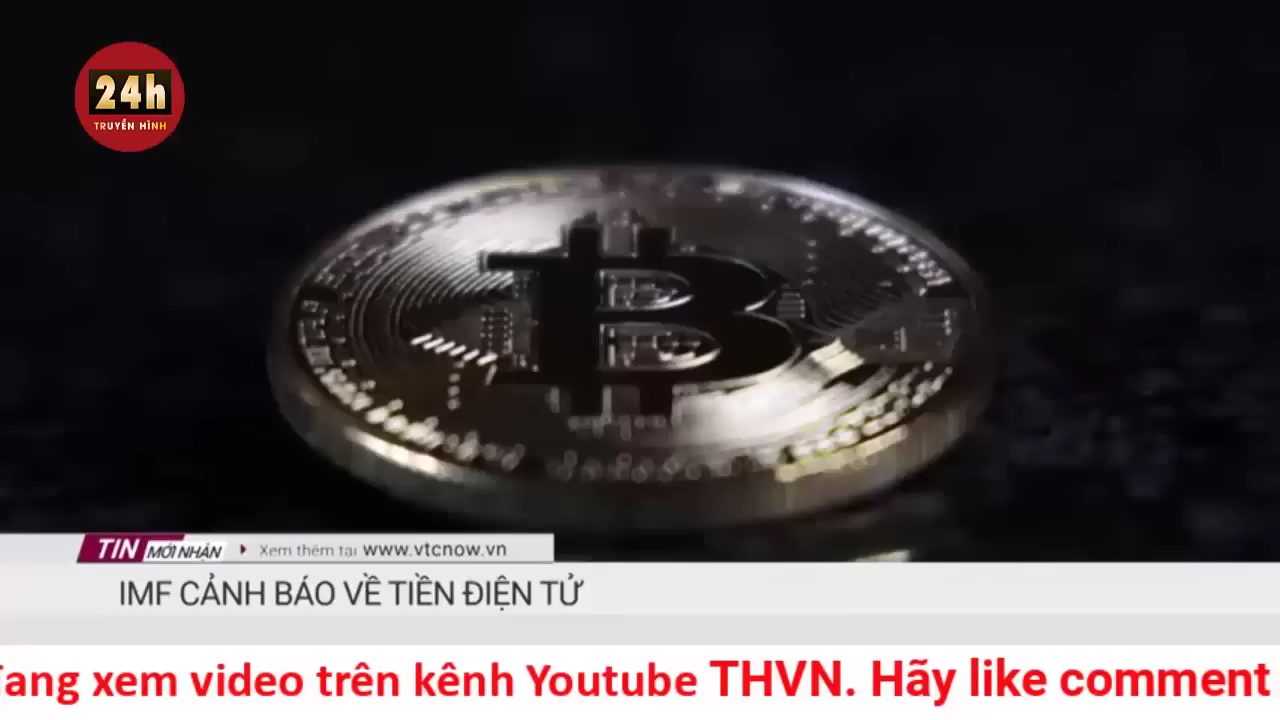 24h
TRUYỀN HÌNH
TIN MỚI NHẬN Xem thêm tại www.vtcnow.vn
IMF CẢNH BÁO VỀ TIỀN ĐIỆN TỬ
xem video trên kênh Youtube THVN. Hãy like comment